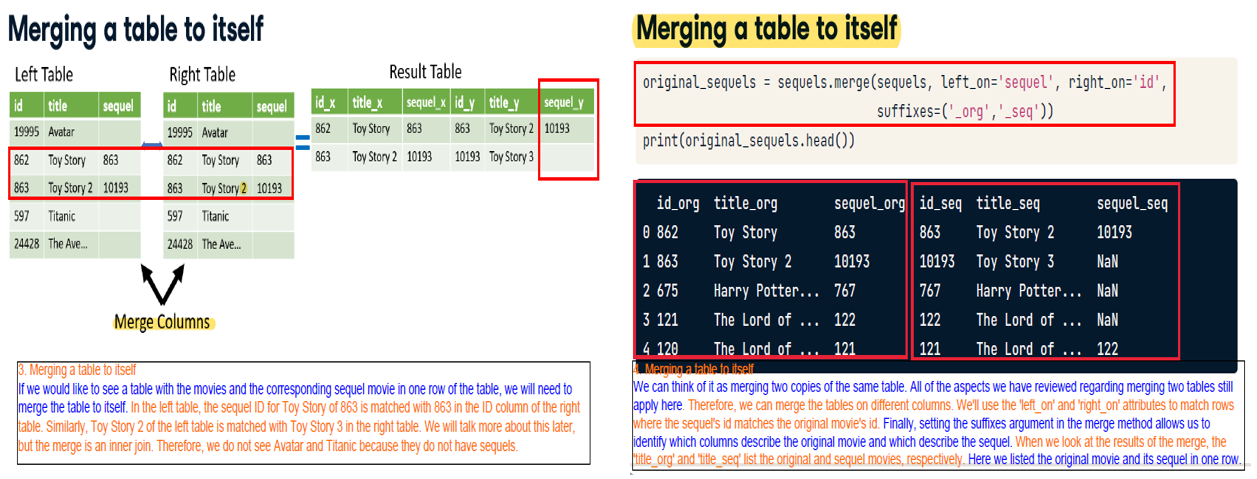 Merging a table to itself
Left Table
Right Table
Result Table
id title sequel
19995 Avatar
862 Toy Story 863
863 Toy Story 2 10193
597 Titanic
24428 The Ave...
id title sequel
19995 Avatar
862 Toy Story 863
863 Toy Story 2 10193
597 Titanic
24428 The Ave...
id_x title_x sequel_x id_y title_y sequel_y
862 Toy Story 863 863 Toy Story 2 10193
863 Toy Story 2 10193 10193 Toy Story 3
Merge Columns
3. Merging a table to itself
If we would like to see a table with the movies and the corresponding sequel movie in one row of the table, we will need to
merge the table to itself. In the left table, the sequel ID for Toy Story of 863 is matched with 863 in the ID column of the right
table. Similarly, Toy Story 2 of the left table is matched with Toy Story 3 in the right table. We will talk more about this later,
but the merge is an inner join. Therefore, we do not see Avatar and Titanic because they do not have sequels.
Merging a table to itself
original_sequels = sequels.merge(sequels, left_on='sequel', right_on='id',
suffixes=('_org','_seq'))
print(original_sequels.head())
id_org title_org sequel_org id_seq title_seq sequel_seq
0 862 Toy Story 863 863 Toy Story 2 10193
1 863 Toy Story 2 10193 10193 Toy Story 3 NaN
2 675 Harry Potter... 767 767 Harry Potter... NaN
3 121 The Lord of ... 122 122 The Lord of ... NaN
4 120 The Lord of ... 121 121 The Lord of ... 122
4. Merging a table to itself
We can think of it as merging two copies of the same table. All of the aspects we have reviewed regarding merging two tables still
apply here. Therefore, we can merge the tables on different columns. We'll use the 'left_on' and 'right_on' attributes to match rows
where the sequel's id matches the original movie's id. Finally, setting the suffixes argument in the merge method allows us to
identify which columns describe the original movie and which describe the sequel. When we look at the results of the merge, the
'title_org' and 'title_seq' list the original and sequel movies, respectively. Here we listed the original movie and its sequel in one row.